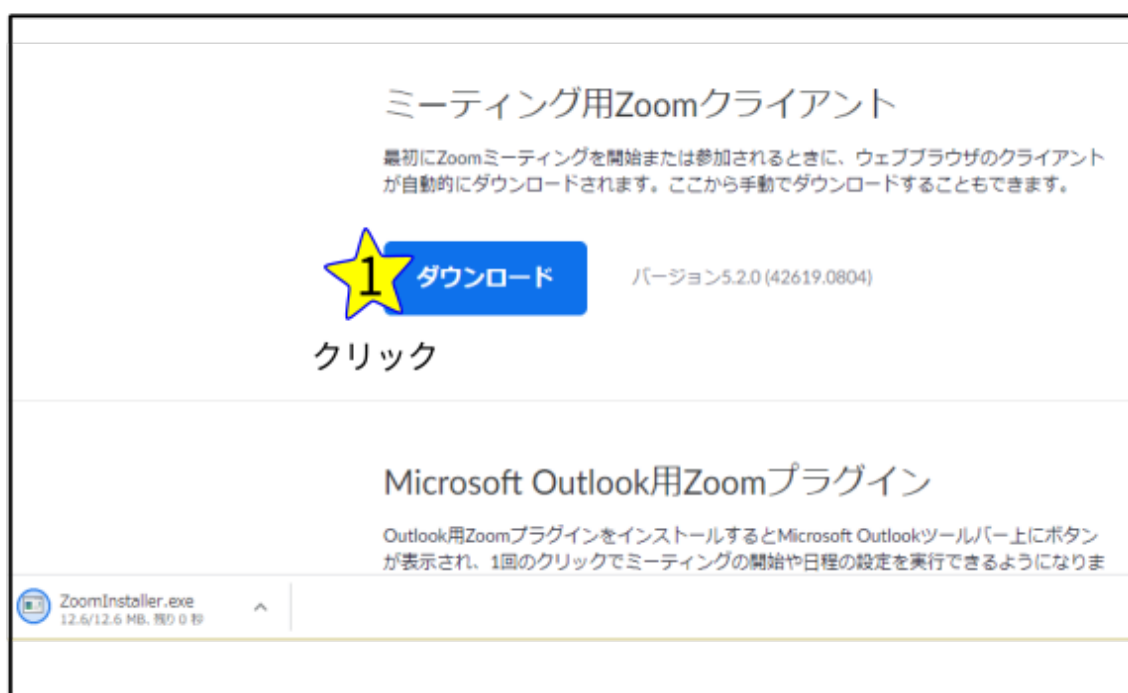 ミーティング用Zoomクライアント
最初にZoomミーティングを開始または参加されるときに、ウェブブラウザのクライアント
が自動的にダウンロードされます。ここから手動でダウンロードすることもできます。
1
ダウンロード
バージョン5.2.0 (42619.0804)
クリック
Microsoft Outlook用Zoomプラグイン
Outlook用ZoomプラグインをインストールするとMicrosoft Outlookツールバー上にボタン
が表示され、1回のクリックでミーティングの開始や日程の設定を実行できるようになりま
ZoomInstaller.exe
12.6/12.6 MB、残り 0 秒